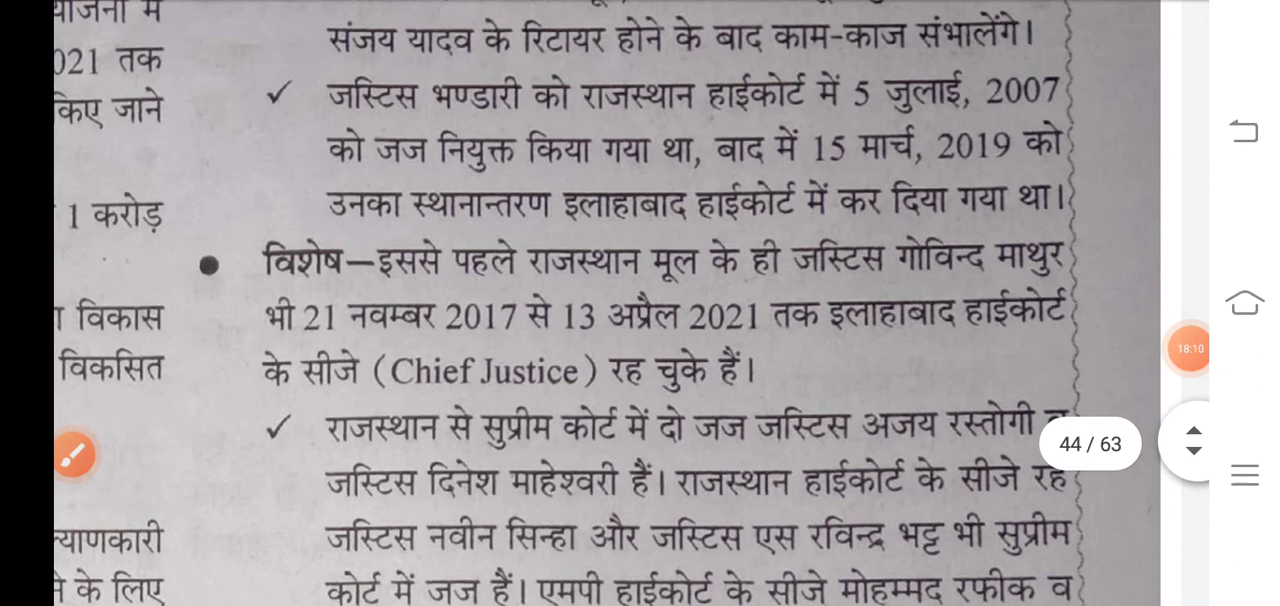 योजना में
021 तक
किए जाने
1 करोड़
विकास
विकसित
ल्याणकारी
के लिए
संजय यादव के रिटायर होने के बाद काम-काज संभालेंगे।
✓ जस्टिस भण्डारी को राजस्थान हाईकोर्ट में 5 जुलाई, 2007
को जज नियुक्त किया गया था, बाद में 15 मार्च, 2019 को
उनका स्थानान्तरण इलाहाबाद हाईकोर्ट में कर दिया गया था।
● विशेष—इससे पहले राजस्थान मूल के ही जस्टिस गोविन्द माथुर
भी 21 नवम्बर 2017 से 13 अप्रैल 2021 तक इलाहाबाद हाईकोर्ट
के सीजे (Chief Justice) रह चुके हैं।
✓ राजस्थान से सुप्रीम कोर्ट में दो जज जस्टिस अजय रस्तोगी व
जस्टिस दिनेश माहेश्वरी हैं। राजस्थान हाईकोर्ट के सीजे रहे
जस्टिस नवीन सिन्हा और जस्टिस एस रविन्द्र भट्ट भी सुप्रीम
कोर्ट में जज हैं। एमपी हाईकोर्ट के सीजे मोहम्मद रफीक व
18:10
44 / 63